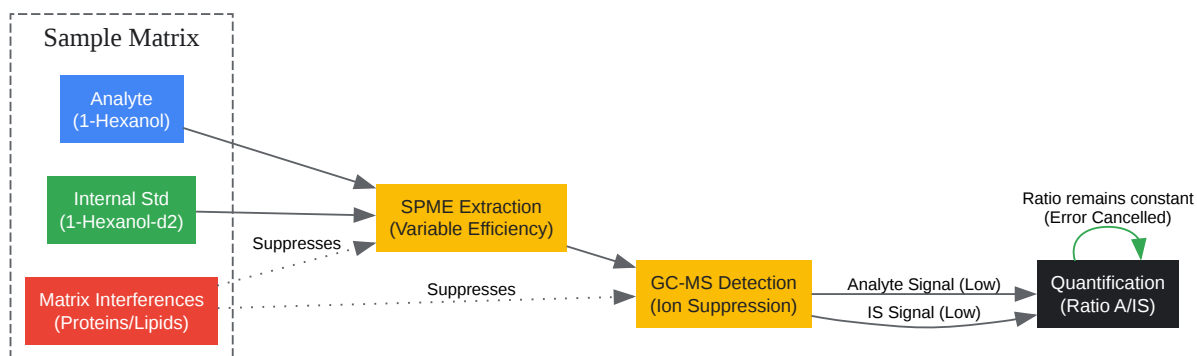 Sample Matrix
Analyte
(1-Hexanol)
Internal Std
(1-Hexanol-d2)
Matrix Interferences
(Proteins/Lipids)
Suppresses
Suppresses
SPME Extraction
(Variable Efficiency)
GC-MS Detection
(Ion Suppression)
Analyte Signal (Low)
IS Signal (Low)
Ratio remains constant
(Error Cancelled)
Quantification
(Ratio A/IS)